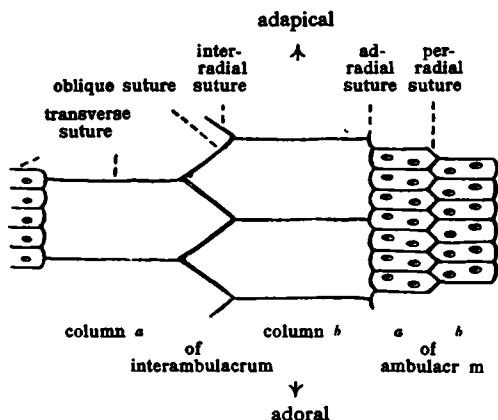 adapical
inter-
radial
suture
ad-
radial
suture
per-
radial
suture
oblique suture
transverse
suture
column a
column b
a
b
of
interambulacrum
of
ambulacr m
adoral